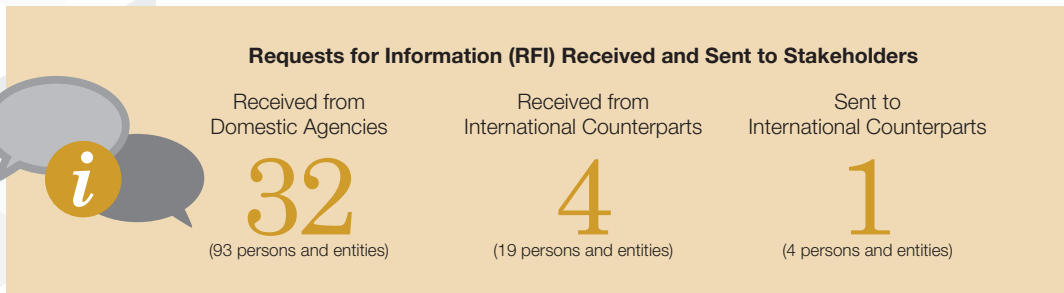 Requests for Information (RFI) Received and Sent to Stakeholders
Received from
Domestic Agencies
32
(93 persons and entities)
Received from
International Counterparts
4
(19 persons and entities)
Sent to
International Counterparts
1
(4 persons and entities)
i